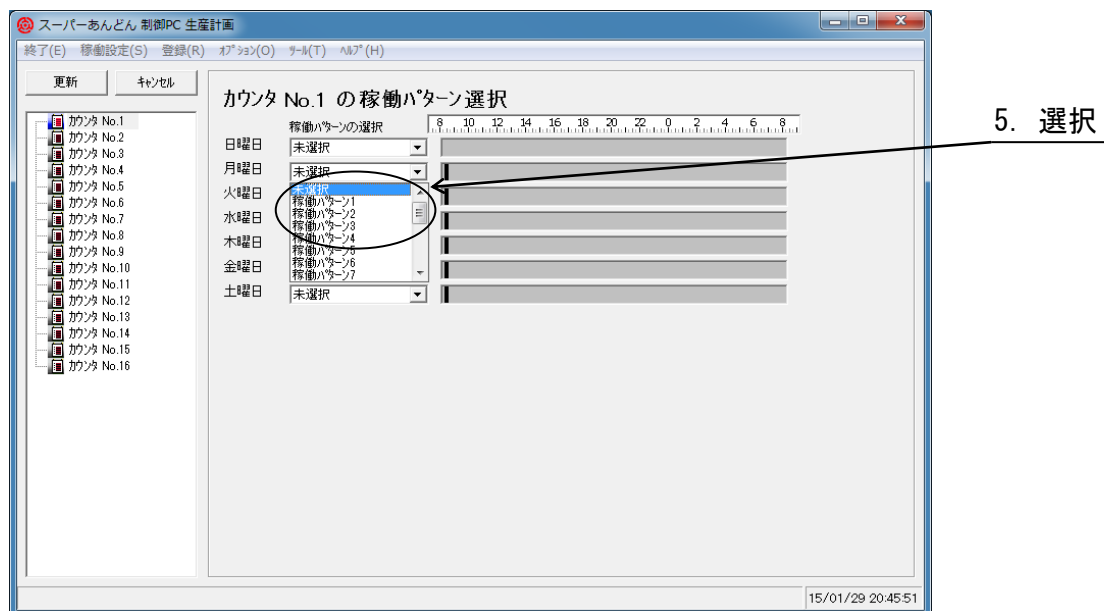 スーパーあんどん 制御PC 生産計画
終了(E) 稼働設定(S) 登録(R) ｵﾌﾟｼｮﾝ(O) ﾂｰﾙ(T) ﾍﾙﾌﾟ(H)
更新 ｷｬﾝｾﾙ
ｶｳﾝﾀ No.1
ｶｳﾝﾀ No.2
ｶｳﾝﾀ No.3
ｶｳﾝﾀ No.4
ｶｳﾝﾀ No.5
ｶｳﾝﾀ No.6
ｶｳﾝﾀ No.7
ｶｳﾝﾀ No.8
ｶｳﾝﾀ No.9
ｶｳﾝﾀ No.10
ｶｳﾝﾀ No.11
ｶｳﾝﾀ No.12
ｶｳﾝﾀ No.13
ｶｳﾝﾀ No.14
ｶｳﾝﾀ No.15
ｶｳﾝﾀ No.16
ｶｳﾝﾀ No.1 の稼働ﾊﾟﾀｰﾝ選択
稼働ﾊﾟﾀｰﾝの選択 8 10 12 14 16 18 20 22 0 2 4 6 8
日曜日 未選択
月曜日 未選択
火曜日
水曜日
木曜日
金曜日
未選択
稼働ﾊﾟﾀｰﾝ1
稼働ﾊﾟﾀｰﾝ2
稼働ﾊﾟﾀｰﾝ3
稼働ﾊﾟﾀｰﾝ4
稼働ﾊﾟﾀｰﾝ5
稼働ﾊﾟﾀｰﾝ6
稼働ﾊﾟﾀｰﾝ7
土曜日 未選択
5. 選択
15/01/29 20:45:51